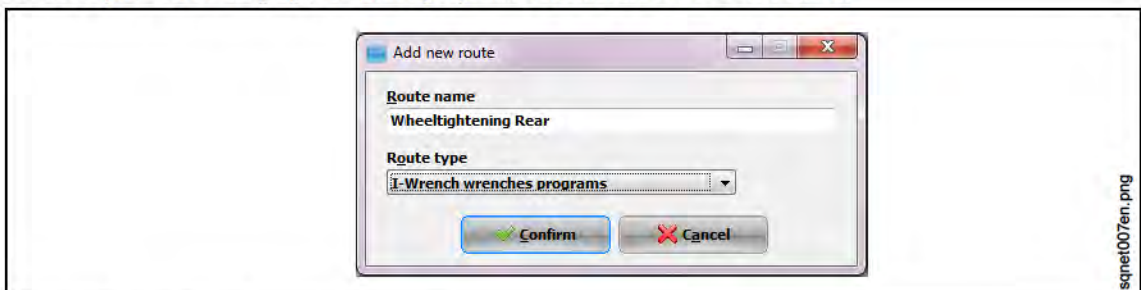 Add new route
Route name
Wheeltightening Rear
Route type
I-Wrench wrenches programs
Confirm
Cancel
sqnet007en.png